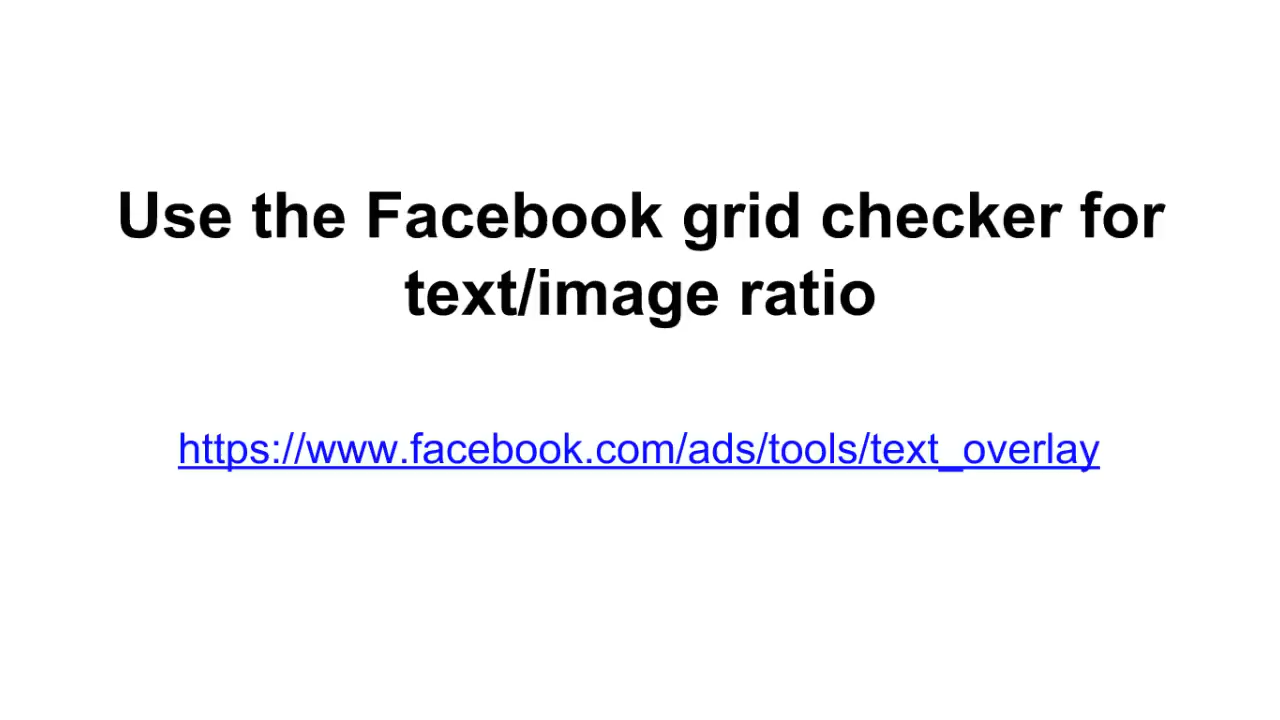 Use the Facebook grid checker for
text/image ratio
https://www.facebook.com/ads/tools/text_overlay